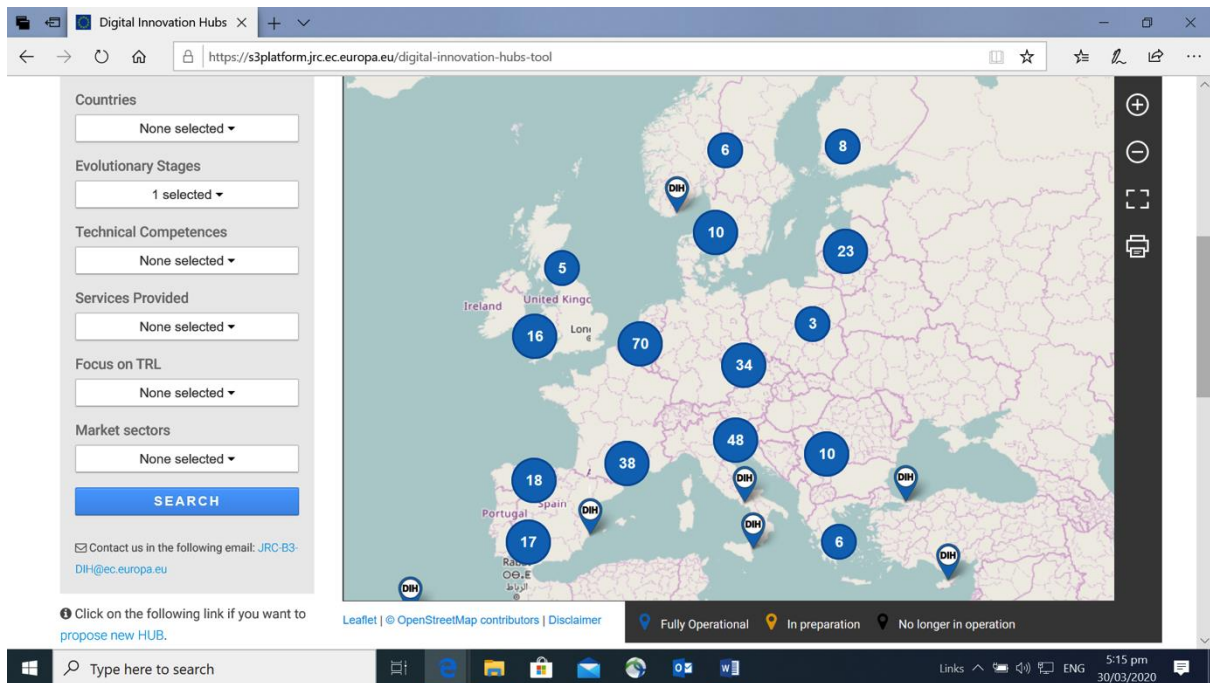 Digital Innovation Hubs
https://s3platform.jrc.ec.europa.eu/digital-innovation-hubs-tool
Countries
None selected
Evolutionary Stages
1 selected
Technical Competences
None selected
Services Provided
None selected
Focus on TRL
None selected
Market sectors
None selected
SEARCH
Contact us in the following email: JRC-B3-
DIH@ec.europa.eu
Click on the following link if you want to
propose new HUB.
6
8
DIH
10
23
5
Ireland
United Kingd
16
Lon
70
3
34
48
38
10
18
DIH
DIH
Spain
DIH
Portugal
DIH
17
6
DIH
Raba
الرباط
DIH
Leaflet | © OpenStreetMap contributors | Disclaimer
Fully Operational
In preparation
No longer in operation
Type here to search
Links
ENG
5:15 pm
30/03/2020